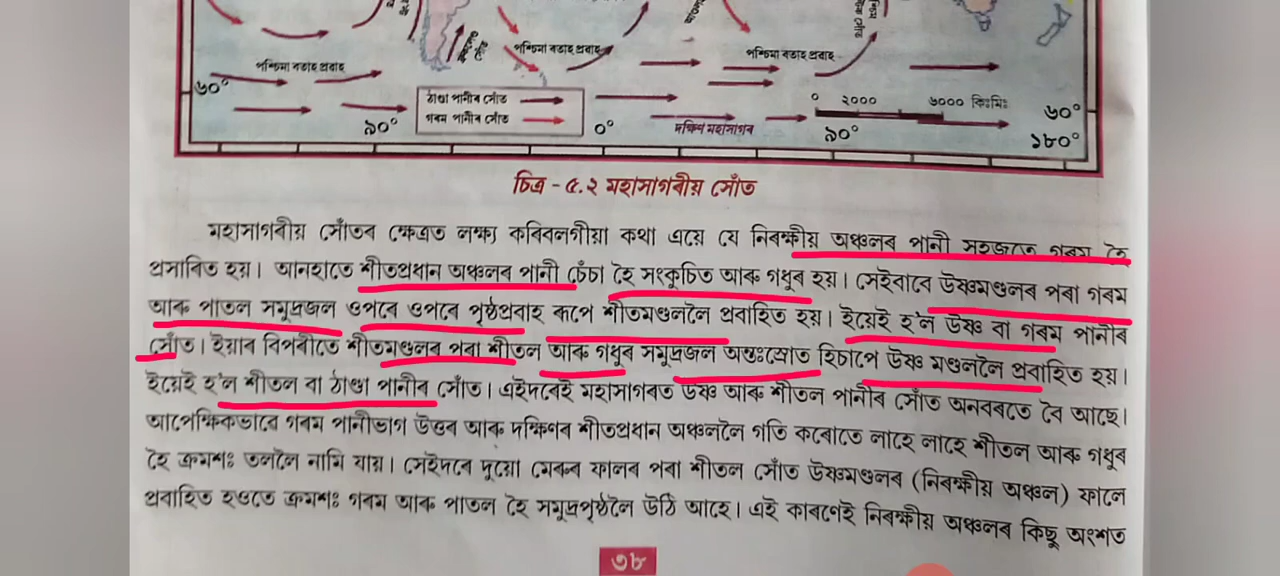 পশ্চিমা বতাহ প্ৰবাহ
পশ্চিমা বতাহ প্ৰবাহ
পশ্চিমা বতাহ প্ৰবাহ
৬০°
ঠাণ্ডা পানীৰ সোঁত
গৰম পানীৰ সোঁত
০ ২০০০ ৬০০০ কিঃমিঃ
৬০°
৯০° ০° দক্ষিণ মহাসাগৰ ৯০° ১৮০°
চিত্ৰ - ৫.২ মহাসাগৰীয় সোঁত
মহাসাগৰীয় সোঁতৰ ক্ষেত্ৰত লক্ষ্য কৰিবলগীয়া কথা এয়ে যে নিৰক্ষীয় অঞ্চলৰ পানী সহজতে গৰম হৈ
প্ৰসাৰিত হয়। আনহাতে শীতপ্ৰধান অঞ্চলৰ পানী চেঁচা হৈ সংকুচিত আৰু গধুৰ হয়। সেইবাবে উষ্ণমণ্ডলৰ পৰা গৰম
আৰু পাতল সমুদ্ৰজল ওপৰে ওপৰে পৃষ্ঠপ্ৰবাহ ৰূপে শীতমণ্ডললৈ প্ৰবাহিত হয়। ইয়েই হ'ল উষ্ণ বা গৰম পানীৰ
সোঁত। ইয়াৰ বিপৰীতে শীতমণ্ডলৰ পৰা শীতল আৰু গধুৰ সমুদ্ৰজল অন্তঃস্ৰোত হিচাপে উষ্ণ মণ্ডললৈ প্ৰবাহিত হয়।
ইয়েই হ'ল শীতল বা ঠাণ্ডা পানীৰ সোঁত। এইদৰেই মহাসাগৰত উষ্ণ আৰু শীতল পানীৰ সোঁত অনবৰতে বৈ আছে।
আপেক্ষিকভাৱে গৰম পানীভাগ উত্তৰ আৰু দক্ষিণৰ শীতপ্ৰধান অঞ্চললৈ গতি কৰোতে লাহে লাহে শীতল আৰু গধুৰ
হৈ ক্ৰমশঃ তললৈ নামি যায়। সেইদৰে দুয়ো মেৰুৰ ফালৰ পৰা শীতল সোঁত উষ্ণমণ্ডলৰ (নিৰক্ষীয় অঞ্চল) ফালে
প্ৰবাহিত হওতে ক্ৰমশঃ গৰম আৰু পাতল হৈ সমুদ্ৰপৃষ্ঠলৈ উঠি আহে। এই কাৰণেই নিৰক্ষীয় অঞ্চলৰ কিছু অংশত
৩৮